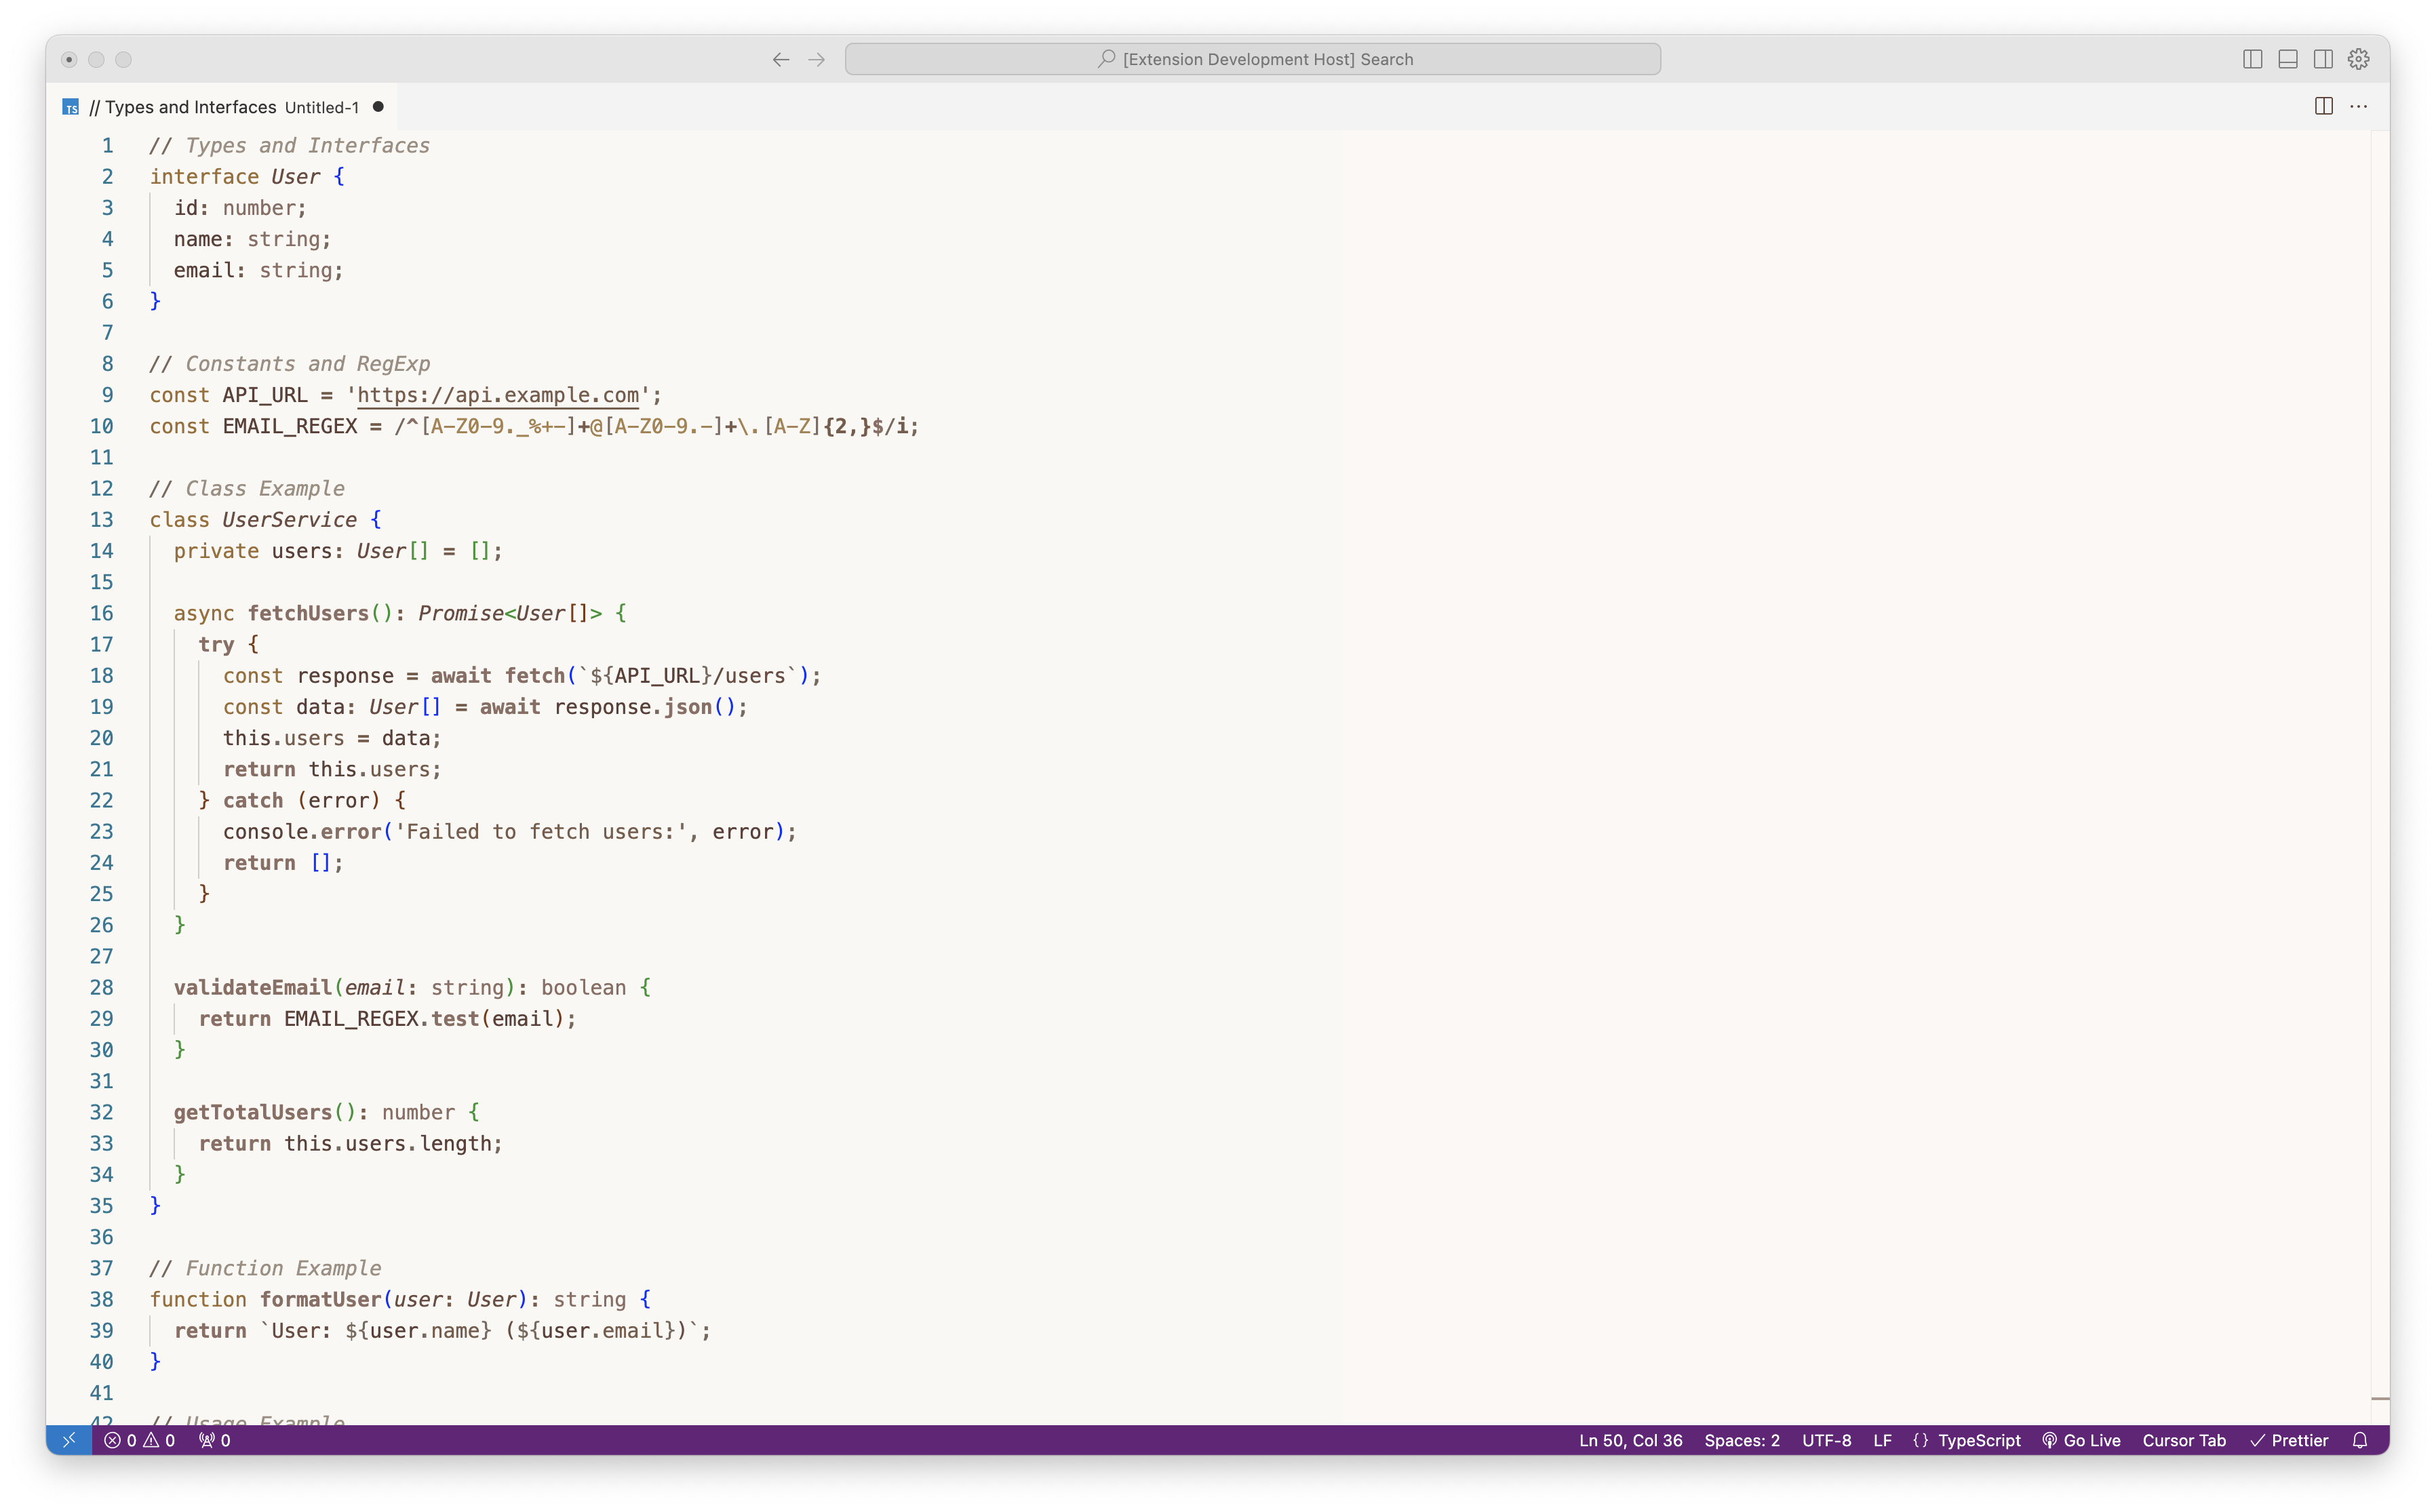 [Extension Development Host] Search
TS // Types and Interfaces Untitled-1
1 // Types and Interfaces
2 interface User {
3   id: number;
4   name: string;
5   email: string;
6 }
7
8 // Constants and RegExp
9 const API_URL = 'https://api.example.com';
10 const EMAIL_REGEX = /^[A-Z0-9._%+-]+@[A-Z0-9.-]+\.[A-Z]{2,}$/i;
11
12 // Class Example
13 class UserService {
14   private users: User[] = [];
15
16   async fetchUsers(): Promise<User[]> {
17     try {
18       const response = await fetch(`${API_URL}/users`);
19       const data: User[] = await response.json();
20       this.users = data;
21       return this.users;
22     } catch (error) {
23       console.error('Failed to fetch users:', error);
24       return [];
25     }
26   }
27
28   validateEmail(email: string): boolean {
29     return EMAIL_REGEX.test(email);
30   }
31
32   getTotalUsers(): number {
33     return this.users.length;
34   }
35 }
36
37 // Function Example
38 function formatUser(user: User): string {
39   return `User: ${user.name} (${user.email})`;
40 }
41
42 // Usage Example
0 0 0 Ln 50, Col 36 Spaces: 2 UTF-8 LF {} TypeScript Go Live Cursor Tab Prettier